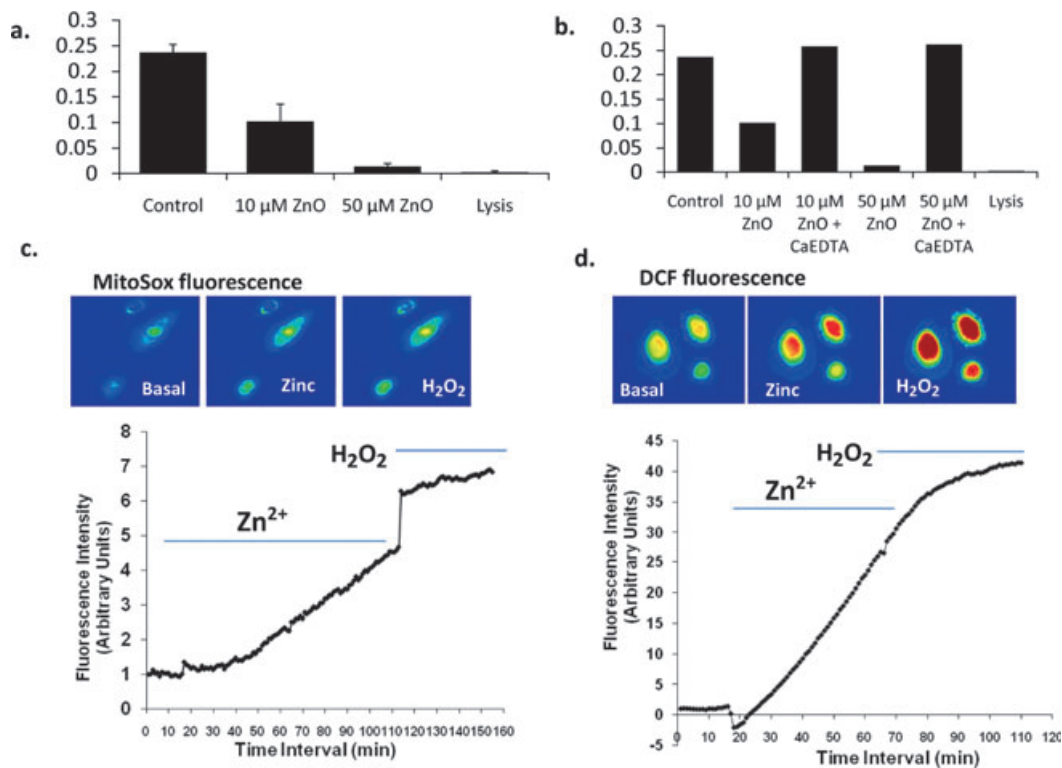 a.
0.3
0.25
0.2
0.15
0.1
0.05
0
Control 10 µM ZnO 50 µM ZnO Lysis
b.
0.3
0.25
0.2
0.15
0.1
0.05
0
Control 10 µM ZnO 10 µM ZnO + CaEDTA 50 µM ZnO 50 µM ZnO + CaEDTA Lysis
c.
MitoSox fluorescence
Basal Zinc H₂O₂
8
7
6
5
4
3
2
1
0
Fluorescence Intensity
(Arbitrary Units)
Zn²⁺
H₂O₂
0 10 20 30 40 50 60 70 80 90 100 110 120 130 140 150 160
Time Interval (min)
d.
DCF fluorescence
Basal Zinc H₂O₂
45
40
35
30
25
20
15
10
5
0
-5
Fluorescence Intensity
(Arbitrary Units)
Zn²⁺
H₂O₂
0 10 20 30 40 50 60 70 80 90 100 110 120
Time Interval (min)